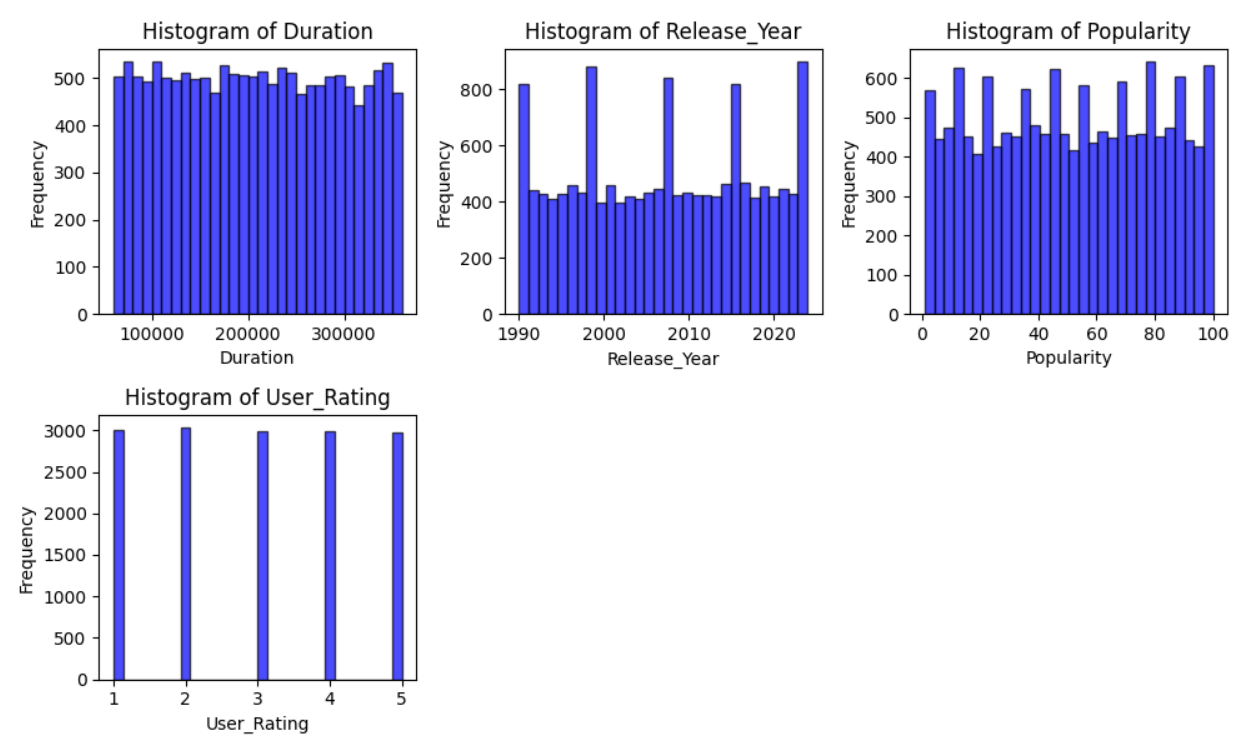 Histogram of Duration
Frequency
500
400
300
200
100
0
100000 200000 300000
Duration
Histogram of Release_Year
Frequency
800
600
400
200
0
1990 2000 2010 2020
Release_Year
Histogram of Popularity
Frequency
600
500
400
300
200
100
0
0 20 40 60 80 100
Popularity
Histogram of User_Rating
Frequency
3000
2500
2000
1500
1000
500
0
1 2 3 4 5
User_Rating